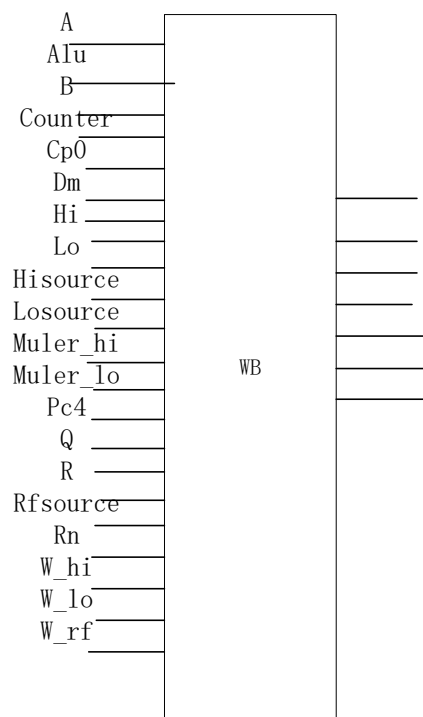 A
Alu
B
Counter
Cp0
Dm
Hi
Lo
Hisource
Losource
Muler_hi
WB
Muler_lo
Pc4
Q
R
Rfsource
Rn
W_hi
W_lo
W_rf